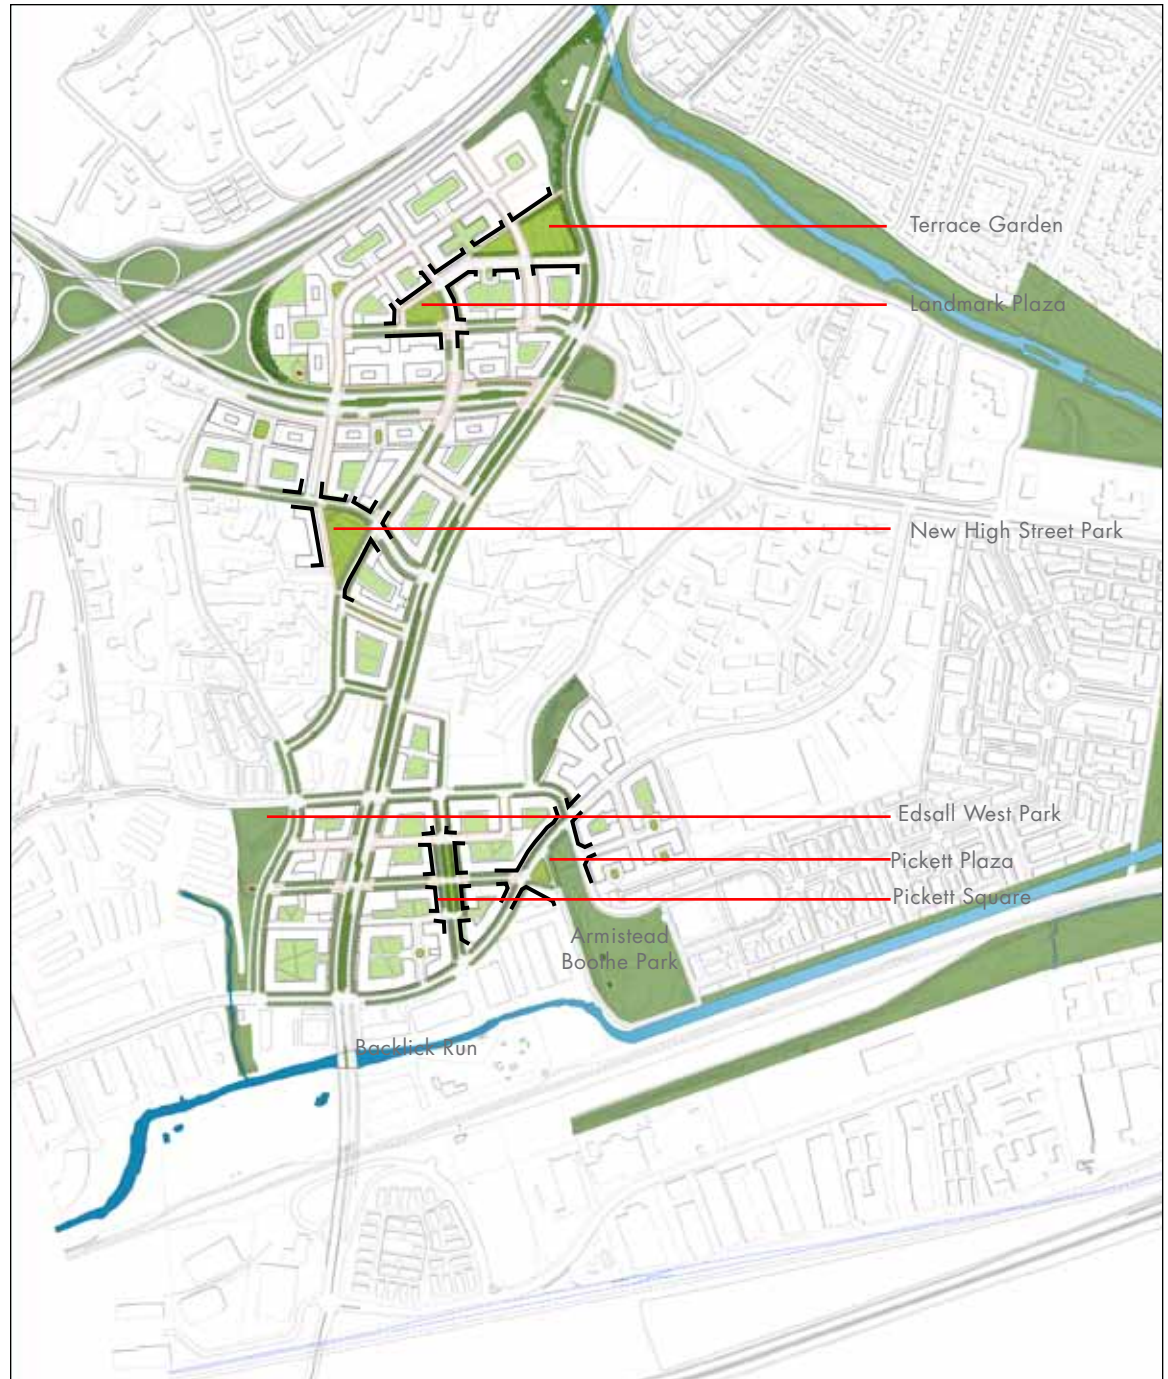 Terrace Garden
Landmark Plaza
New High Street Park
Edsall West Park
Pickett Plaza
Pickett Square
Armistead
Boothe Park
Backlick Run